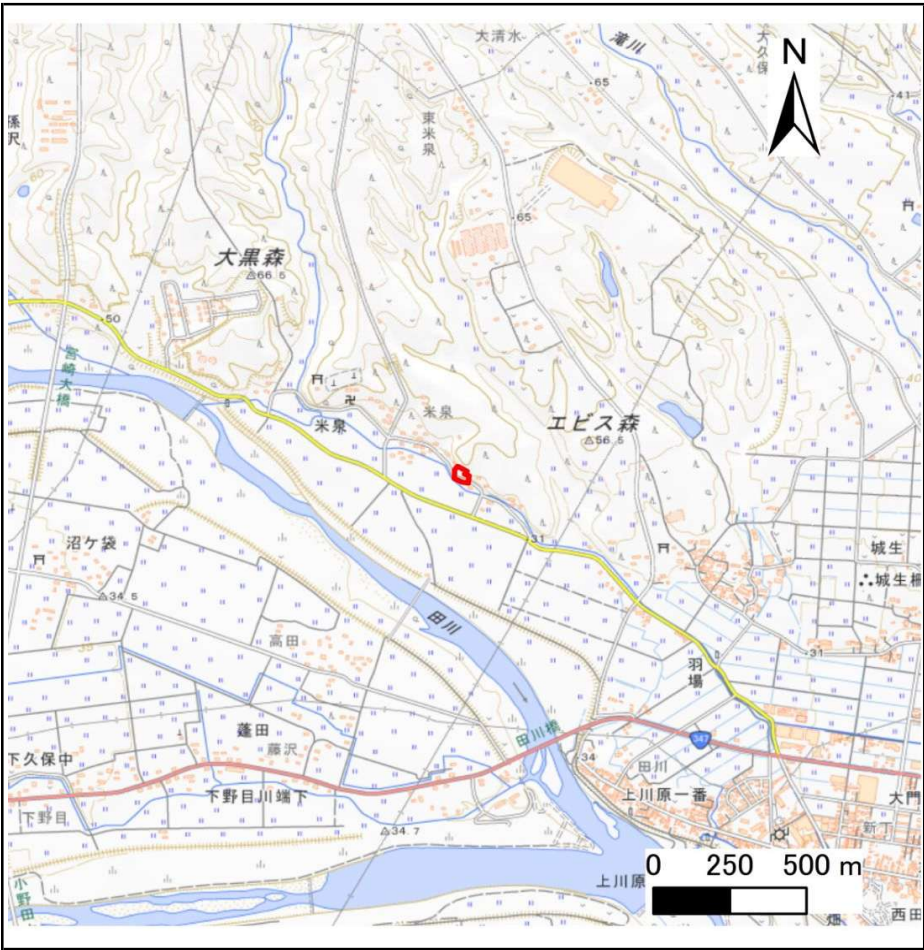 大清水
滝川
大久保
N
65
41
孫沢
東米泉
65
大黒森
△66.5
50
宮崎大橋
米泉
米泉
エビス森
△56.5
31
沼ケ袋
城生
城生柵
△34.5
田川
高田
31
35
羽場
蓬田
藤沢
田川橋
347
下久保中
34
田川
下野目川端下
上川原一番
大門
下野目
△34.7
新丁
0 250 500 m
上川原
小野田
畑
西田